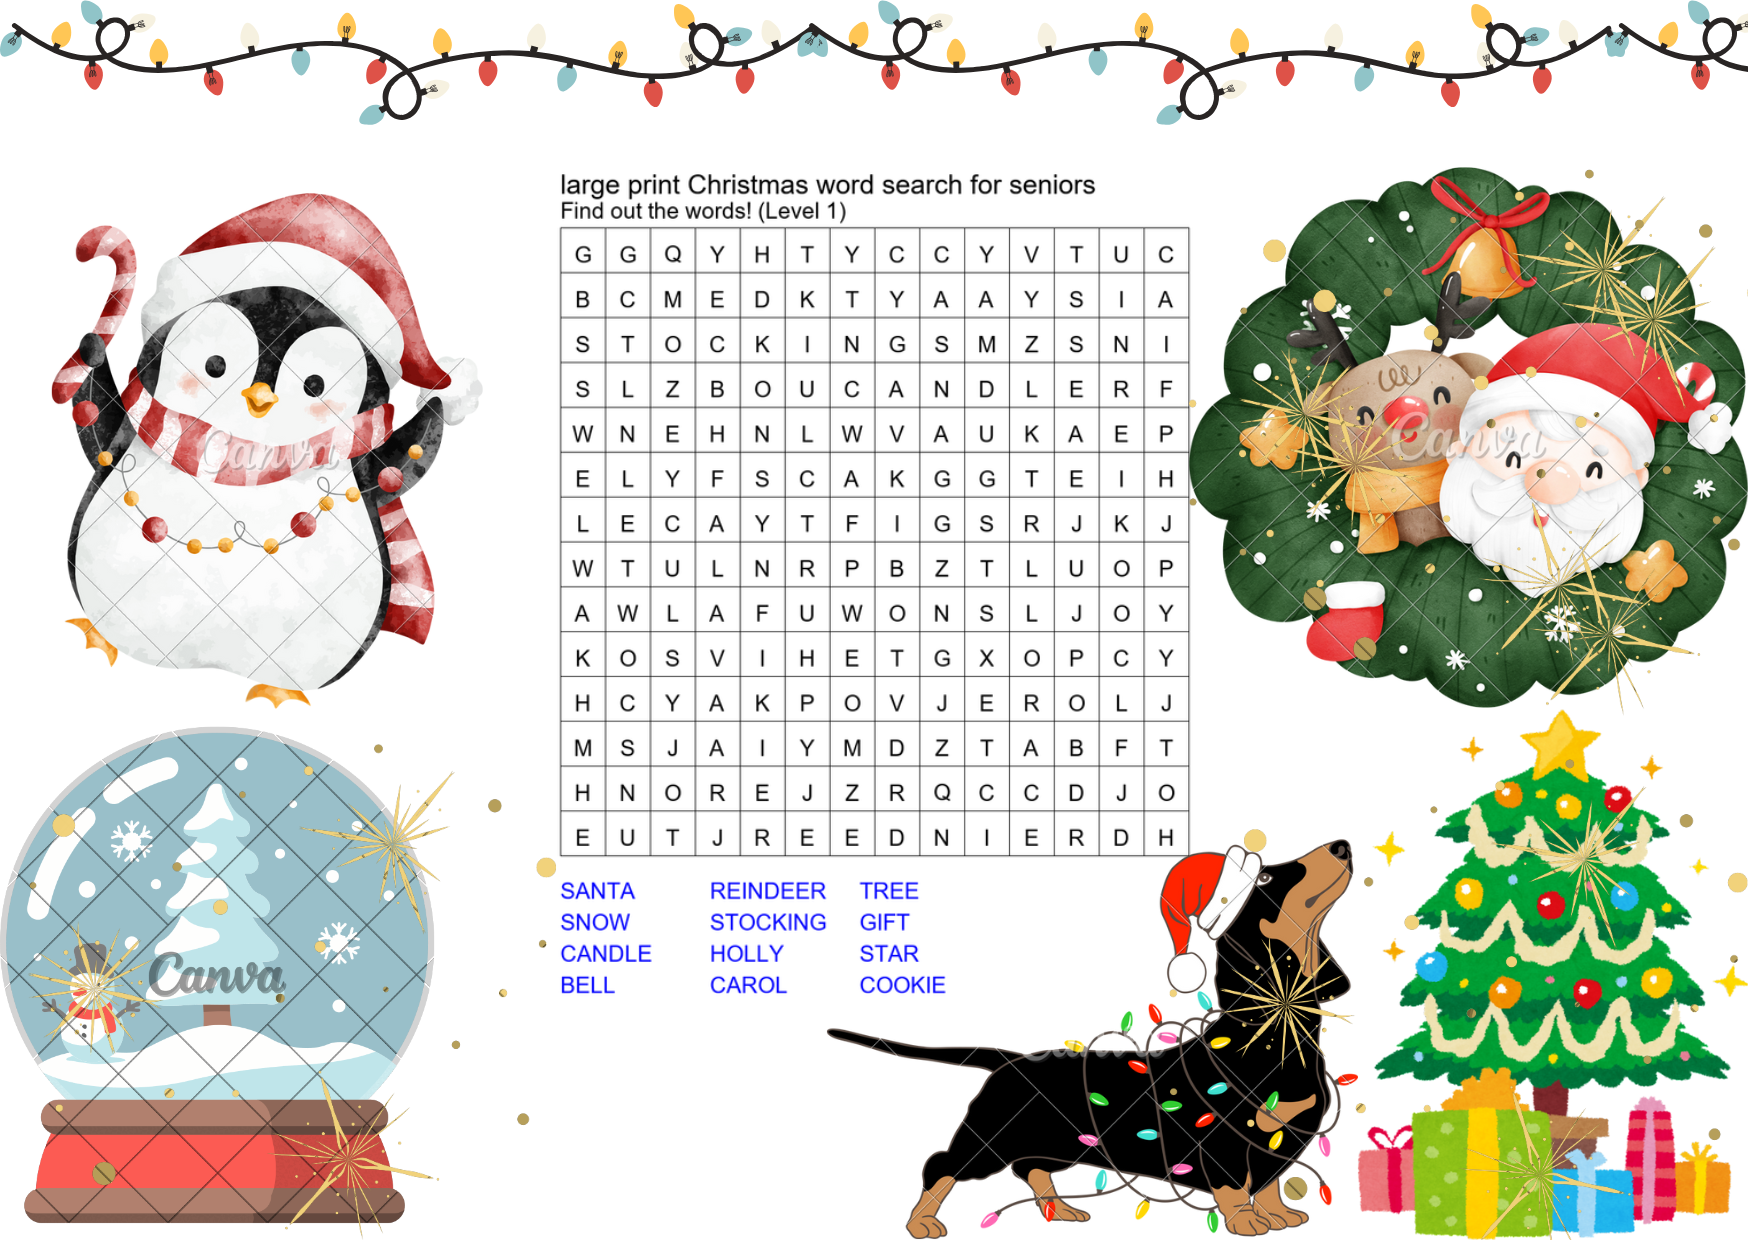 large print Christmas word search for seniors
Find out the words! (Level 1)
G G Q Y H T Y C C Y V T U C
B C M E D K T Y A A Y S I A
S T O C K I N G S M Z S N I
S L Z B O U C A N D L E R F
W N E H N L W V A U K A E P
E L Y F S C A K G G T E I H
L E C A Y T F I G S R J K J
W T U L N R P B Z T L U O P
A W L A F U W O N S L J O Y
K O S V I H E T G X O P C Y
H C Y A K P O V J E R O L J
M S J A I Y M D Z T A B F T
H N O R E J Z R Q C C D J O
E U T J R E E D N I E R D H
SANTA REINDEER TREE
SNOW STOCKING GIFT
CANDLE HOLLY STAR
BELL CAROL COOKIE
Canva
Canva
Canva
Canva